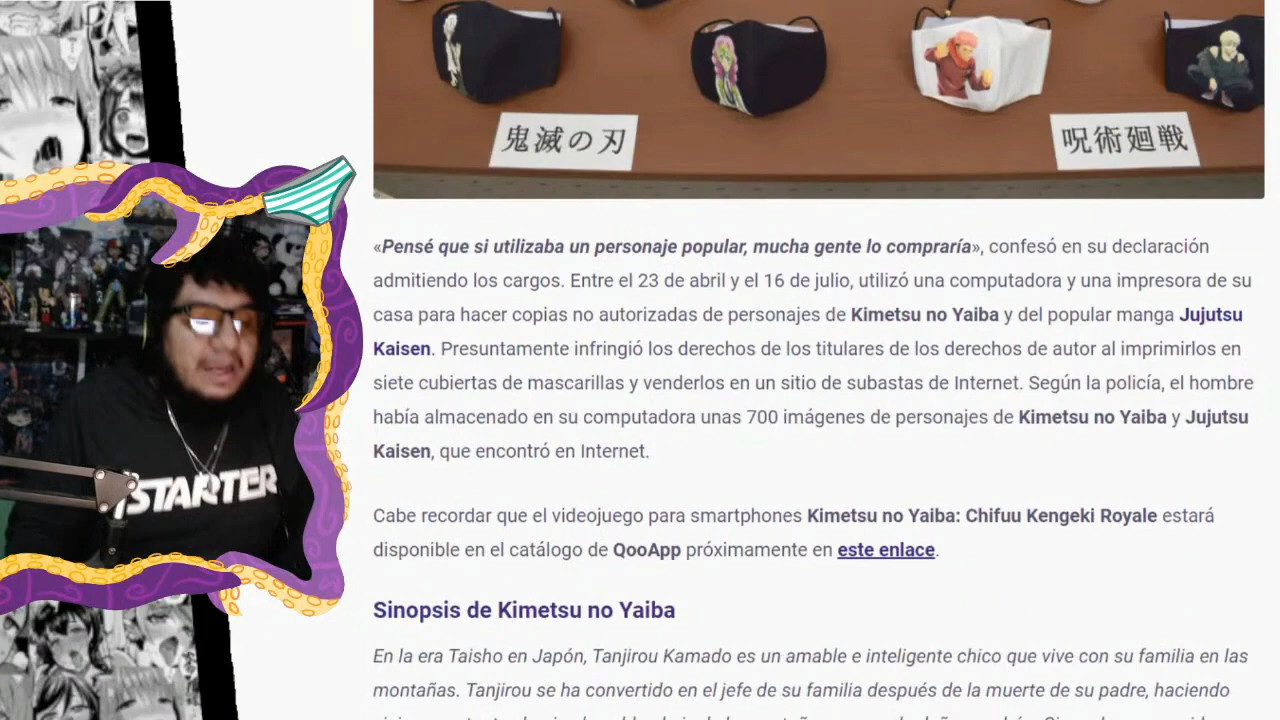 鬼滅の刃
呪術廻戦
«Pensé que si utilizaba un personaje popular, mucha gente lo compraría», confesó en su declaración
admitiendo los cargos. Entre el 23 de abril y el 16 de julio, utilizó una computadora y una impresora de su
casa para hacer copias no autorizadas de personajes de Kimetsu no Yaiba y del popular manga Jujutsu
Kaisen. Presuntamente infringió los derechos de los titulares de los derechos de autor al imprimirlos en
siete cubiertas de mascarillas y venderlos en un sitio de subastas de Internet. Según la policía, el hombre
había almacenado en su computadora unas 700 imágenes de personajes de Kimetsu no Yaiba y Jujutsu
Kaisen, que encontró en Internet.
STARTER
Cabe recordar que el videojuego para smartphones Kimetsu no Yaiba: Chifuu Kengeki Royale estará
disponible en el catálogo de QooApp próximamente en este enlace.
Sinopsis de Kimetsu no Yaiba
En la era Taisho en Japón, Tanjirou Kamado es un amable e inteligente chico que vive con su familia en las
montañas. Tanjirou se ha convertido en el jefe de su familia después de la muerte de su padre, haciendo